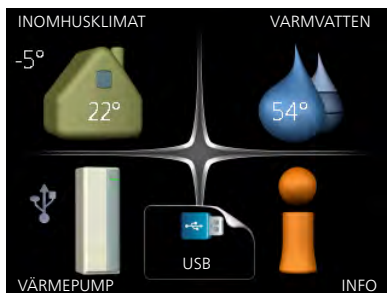 INOMHUSKLIMAT
VARMVATTEN
-5°
22°
54°
USB
VÄRMEPUMP
INFO